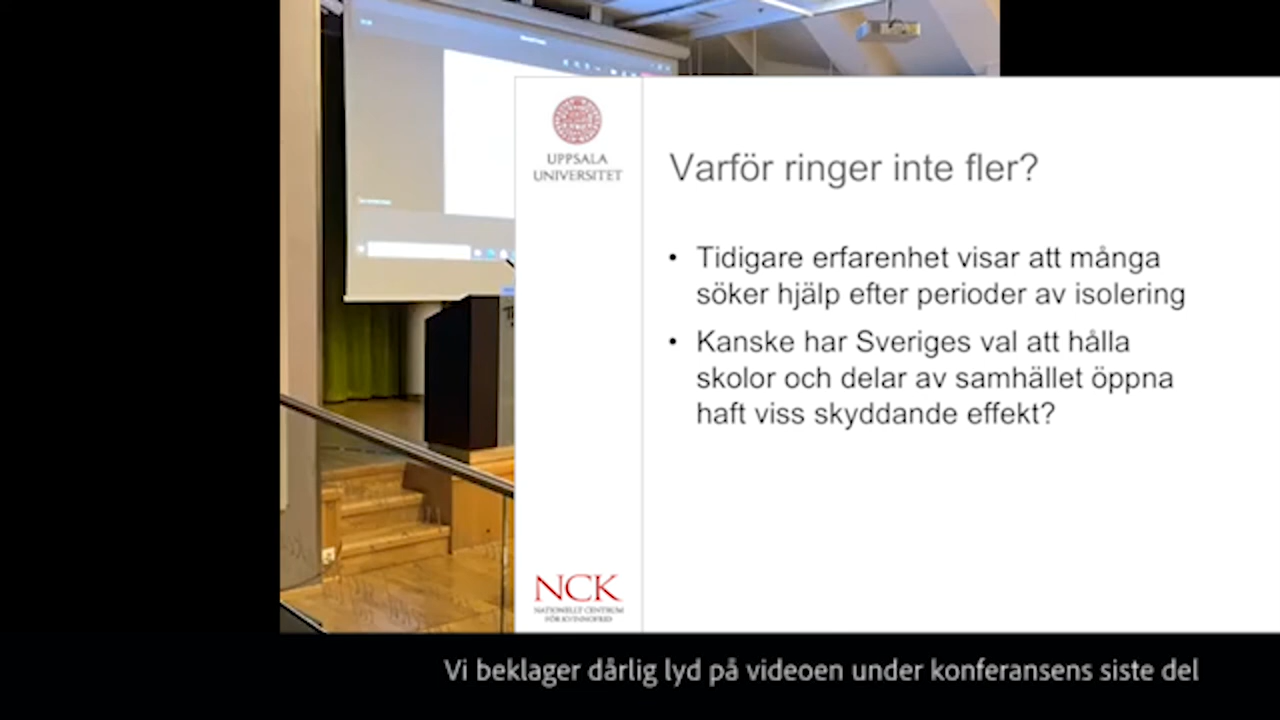 UPPSALA
UNIVERSITET
Varför ringer inte fler?
• Tidigare erfarenhet visar att många
söker hjälp efter perioder av isolering
• Kanske har Sveriges val att hålla
skolor och delar av samhället öppna
haft viss skyddande effekt?
NCK
NATIONELLT CENTRUM
FÖR KVINNOFRID
Vi beklager dårlig lyd på videoen under konferansens siste del